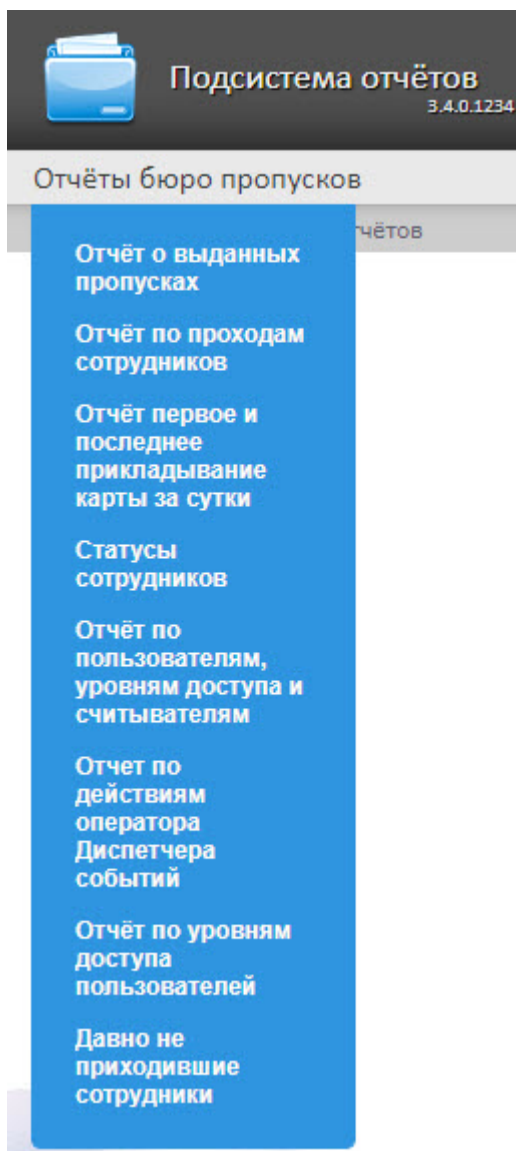 Подсистема отчётов
3.4.0.1234
Отчёты бюро пропусков
чётов
Отчёт о выданных
пропусках
Отчёт по проходам
сотрудников
Отчёт первое и
последнее
прикладывание
карты за сутки
Статусы
сотрудников
Отчёт по
пользователям,
уровням доступа и
считывателям
Отчет по
действиям
оператора
Диспетчера
событий
Отчёт по уровням
доступа
пользователей
Давно не
приходившие
сотрудники